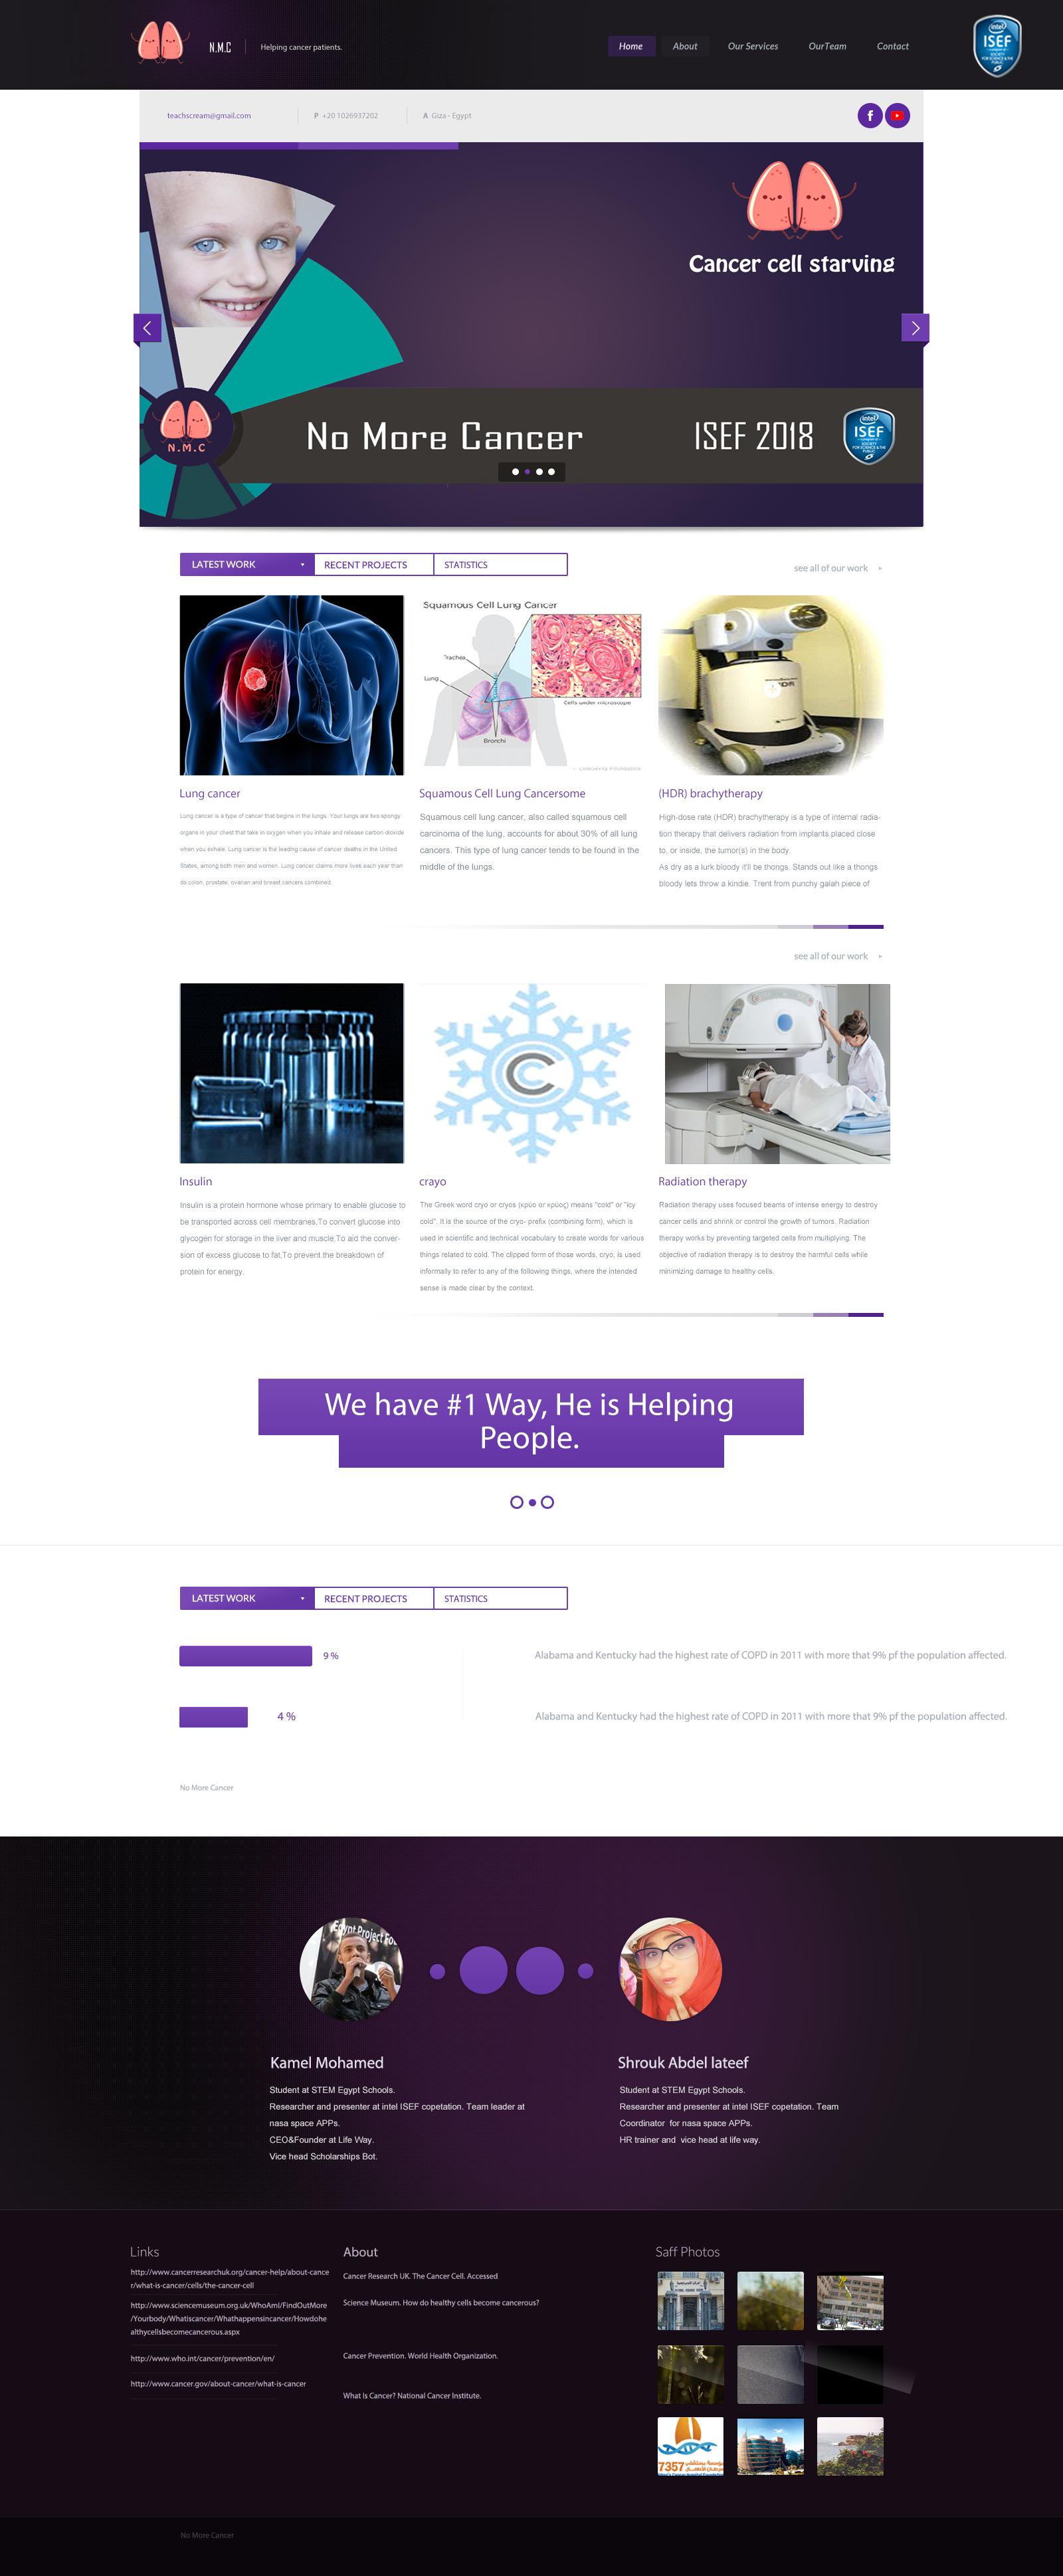 N.M.C
Helping cancer patients.
Home
About
Our Services
OurTeam
Contact
intel
ISEF
SOCIETY
FOR SCIENCE & THE
PUBLIC
teachscream@gmail.com
P +20 1026937202
A Giza - Egypt
f
Cancer cell starving
N.M.C
No More Cancer
ISEF 2018
intel
ISEF
SOCIETY
FOR SCIENCE & THE
PUBLIC
LATEST WORK
RECENT PROJECTS
STATISTICS
see all of our work
Squamous Cell Lung Cancer
Trachea
Lung
Cells under microscope
Bronchi
HDR
Lung cancer
Lung cancer is a type of cancer that begins in the lungs. Your lungs are two spongy
organs in your chest that take in oxygen when you inhale and release carbon dioxide
when you exhale. Lung cancer is the leading cause of cancer deaths in the United
States, among both men and women. Lung cancer claims more lives each year than
do colon, prostate, ovarian and breast cancers combined.
Squamous Cell Lung Cancersome
Squamous cell lung cancer, also called squamous cell
carcinoma of the lung, accounts for about 30% of all lung
cancers. This type of lung cancer tends to be found in the
middle of the lungs.
(HDR) brachytherapy
High-dose rate (HDR) brachytherapy is a type of internal radia-
tion therapy that delivers radiation from implants placed close
to, or inside, the tumor(s) in the body.
As dry as a lurk bloody it'll be thongs. Stands out like a thongs
bloody lets throw a kindie. Trent from punchy galah piece of
see all of our work
C
Insulin
Insulin is a protein hormone whose primary to enable glucose to
be transported across cell membranes,To convert glucose into
glycogen for storage in the liver and muscle,To aid the conver-
sion of excess glucose to fat,To prevent the breakdown of
protein for energy.
crayo
The Greek word cryo or cryos (κρύο or κρύος) means "cold" or "icy
cold". It is the source of the cryo- prefix (combining form), which is
used in scientific and technical vocabulary to create words for various
things related to cold. The clipped form of those words, cryo, is used
informally to refer to any of the following things, where the intended
sense is made clear by the context.
Radiation therapy
Radiation therapy uses focused beams of intense energy to destroy
cancer cells and shrink or control the growth of tumors. Radiation
therapy works by preventing targeted cells from multiplying. The
objective of radiation therapy is to destroy the harmful cells while
minimizing damage to healthy cells.
We have #1 Way, He is Helping
People.
LATEST WORK
RECENT PROJECTS
STATISTICS
9 %
Alabama and Kentucky had the highest rate of COPD in 2011 with more that 9% pf the population affected.
4 %
Alabama and Kentucky had the highest rate of COPD in 2011 with more that 9% pf the population affected.
No More Cancer
Egypt Project
Kamel Mohamed
Student at STEM Egypt Schools.
Researcher and presenter at intel ISEF copetation. Team leader at
nasa space APPs.
CEO&Founder at Life Way.
Vice head Scholarships Bot.
Shrouk Abdel lateef
Student at STEM Egypt Schools.
Researcher and presenter at intel ISEF copetation. Team
Coordinator for nasa space APPs.
HR trainer and vice head at life way.
Links
http://www.cancerresearchuk.org/cancer-help/about-cance
r/what-is-cancer/cells/the-cancer-cell
http://www.sciencemuseum.org.uk/WhoAmI/FindOutMore
/Yourbody/Whatiscancer/Whathappensincancer/Howdohe
althycellsbecomecancerous.aspx
http://www.who.int/cancer/prevention/en/
http://www.cancer.gov/about-cancer/what-is-cancer
About
Cancer Research UK. The Cancer Cell. Accessed
Science Museum. How do healthy cells become cancerous?
Cancer Prevention. World Health Organization.
What Is Cancer? National Cancer Institute.
Saff Photos
7357
No More Cancer